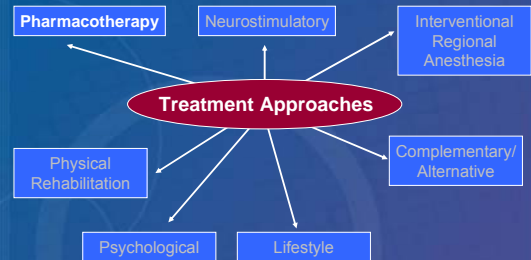 Pharmacotherapy
Neurostimulatory
Interventional
Regional
Anesthesia
Treatment Approaches
Physical
Rehabilitation
Complementary/
Alternative
Psychological
Lifestyle